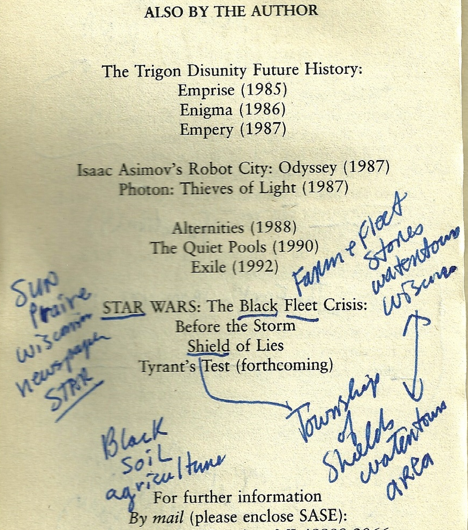 ALSO BY THE AUTHOR
The Trigon Disunity Future History:
Emprise (1985)
Enigma (1986)
Empery (1987)
Isaac Asimov's Robot City: Odyssey (1987)
Photon: Thieves of Light (1987)
Alternities (1988)
The Quiet Pools (1990)
Exile (1992)
Farm & Fleet
Stores
watertown
wisconsin
STAR WARS: The Black Fleet Crisis:
Before the Storm
Shield of Lies
Tyrant's Test (forthcoming)
Sun
Praire
wisconsin
newspaper
STAR
Township
of
Shields
watertown
area
Black
soil
agriculture
For further information
By mail (please enclose SASE):